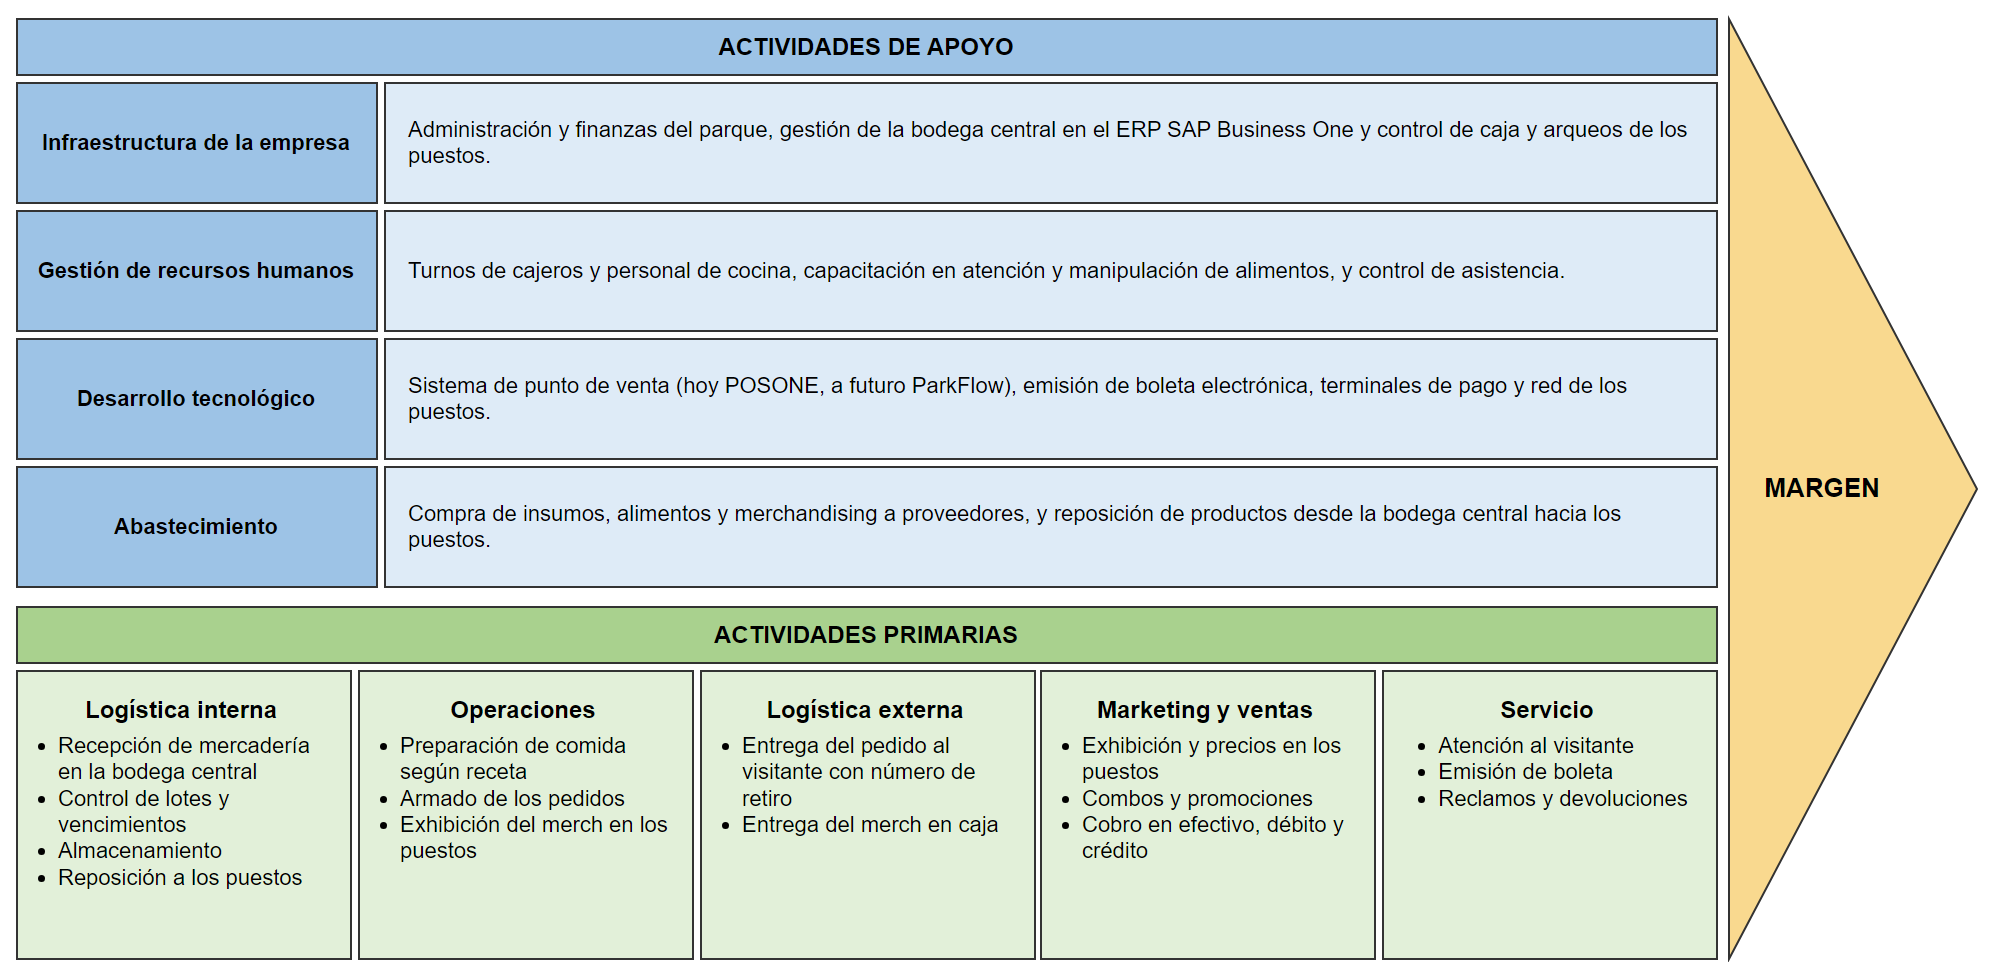 ACTIVIDADES DE APOYO
Infraestructura de la empresa
Administración y finanzas del parque, gestión de la bodega central en el ERP SAP Business One y control de caja y arqueos de los
puestos.
Gestión de recursos humanos
Turnos de cajeros y personal de cocina, capacitación en atención y manipulación de alimentos, y control de asistencia.
Desarrollo tecnológico
Sistema de punto de venta (hoy POSONE, a futuro ParkFlow), emisión de boleta electrónica, terminales de pago y red de los
puestos.
Abastecimiento
Compra de insumos, alimentos y merchandising a proveedores, y reposición de productos desde la bodega central hacia los
puestos.
MARGEN
ACTIVIDADES PRIMARIAS
Logística interna
• Recepción de mercadería
en la bodega central
• Control de lotes y
vencimientos
• Almacenamiento
• Reposición a los puestos
Operaciones
• Preparación de comida
según receta
• Armado de los pedidos
• Exhibición del merch en los
puestos
Logística externa
• Entrega del pedido al
visitante con número de
retiro
• Entrega del merch en caja
Marketing y ventas
• Exhibición y precios en los
puestos
• Combos y promociones
• Cobro en efectivo, débito y
crédito
Servicio
• Atención al visitante
• Emisión de boleta
• Reclamos y devoluciones